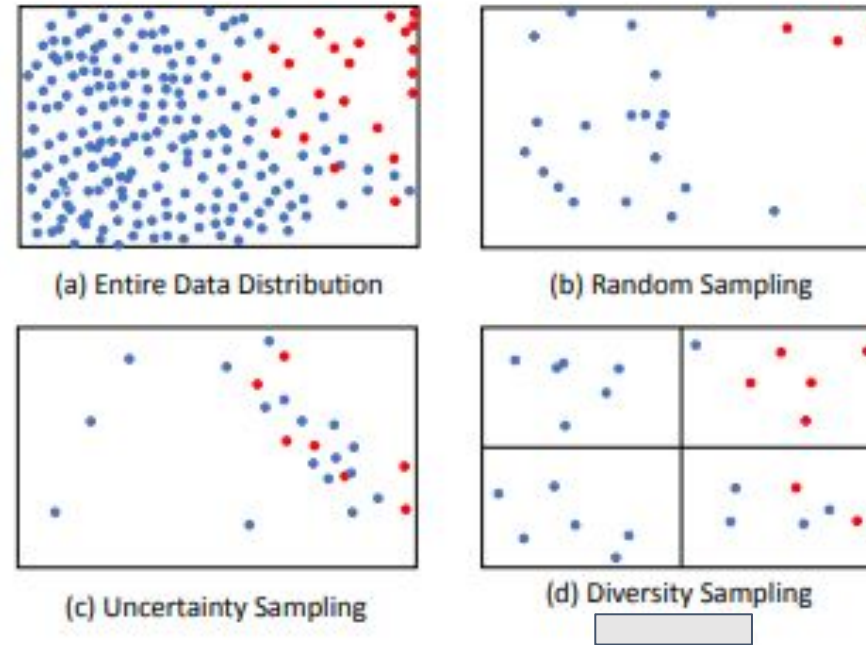 (a) Entire Data Distribution
(b) Random Sampling
(c) Uncertainty Sampling
(d) Diversity Sampling